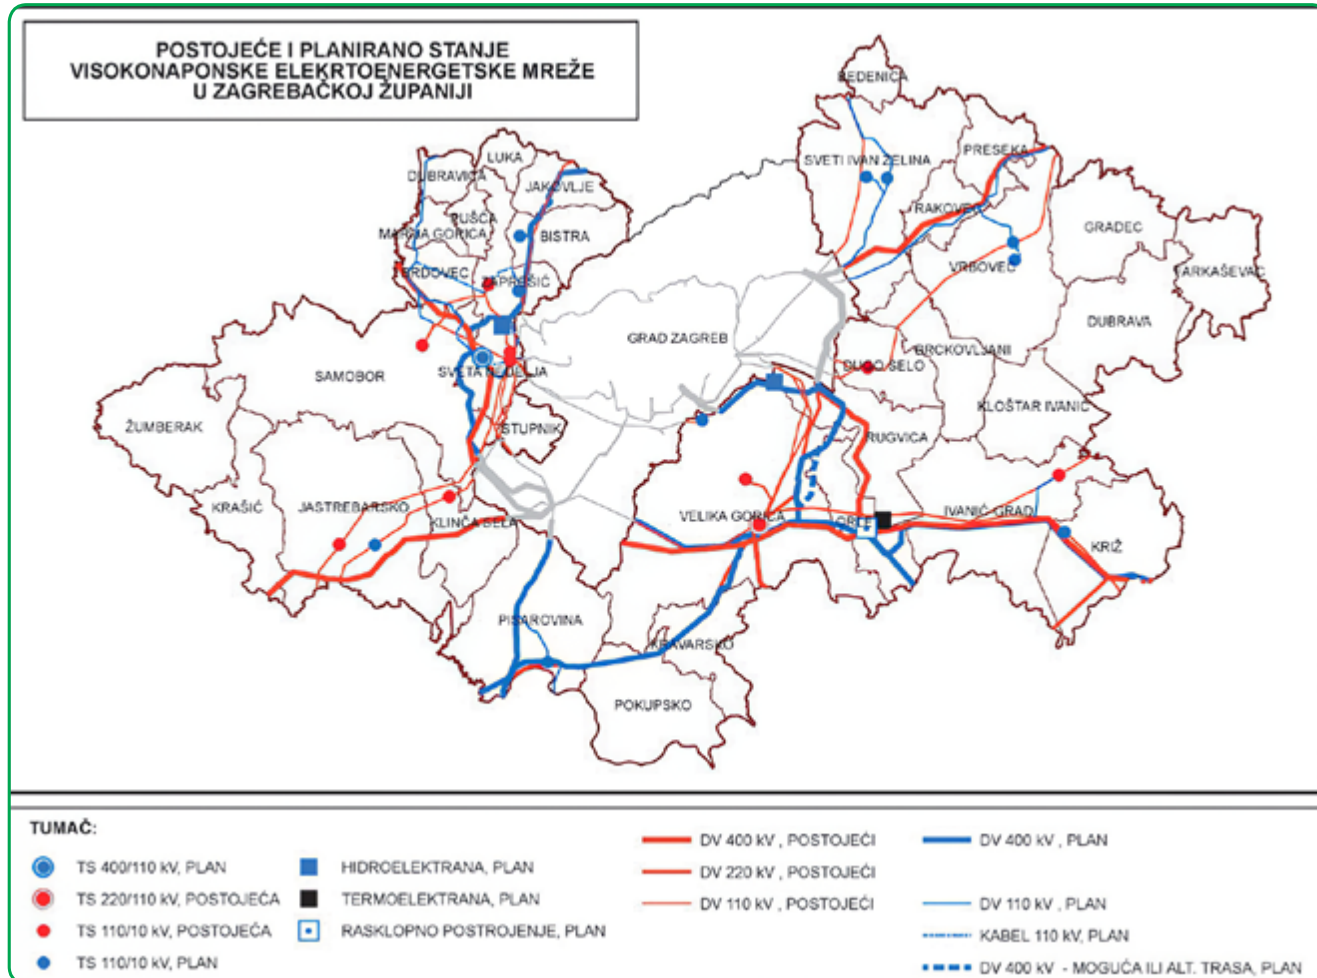 POSTOJEĆE I PLANIRANO STANJE
VISOKONAPONSKE ELEKRTOENERGETSKE MREŽE
U ZAGREBAČKOJ ŽUPANIJI
BEDENICA
LUKA
PRESEKA
SVETI IVAN ZELINA
DUBRAVICA
JAKOVLJE
PUŠĆA
RAKOVEC
MARIJA GORICA
BISTRA
GRADEC
BRDOVEC
ZAPREŠIĆ
VRBOVEC
FARKAŠEVAC
DUBRAVA
GRAD ZAGREB
BRCKOVLJANI
DUGO SELO
SAMOBOR
SVETA NEDELJA
KLOŠTAR IVANIĆ
ŽUMBERAK
STUPNIK
RUGVICA
KRAŠIĆ
JASTREBARSKO
KLINČA SELA
VELIKA GORICA
ORLE
IVANIĆ-GRAD
KRIŽ
PISAROVINA
KRAVARSKO
POKUPSKO
TUMAČ:
TS 400/110 kV, PLAN
TS 220/110 kV, POSTOJEĆA
TS 110/10 kV, POSTOJEĆA
TS 110/10 kV, PLAN
HIDROELEKTRANA, PLAN
TERMOELEKTRANA, PLAN
RASKLOPNO POSTROJENJE, PLAN
DV 400 kV , POSTOJEĆI
DV 220 kV , POSTOJEĆI
DV 110 kV , POSTOJEĆI
DV 400 kV , PLAN
DV 110 kV , PLAN
KABEL 110 kV, PLAN
DV 400 kV - MOGUĆA ILI ALT. TRASA, PLAN